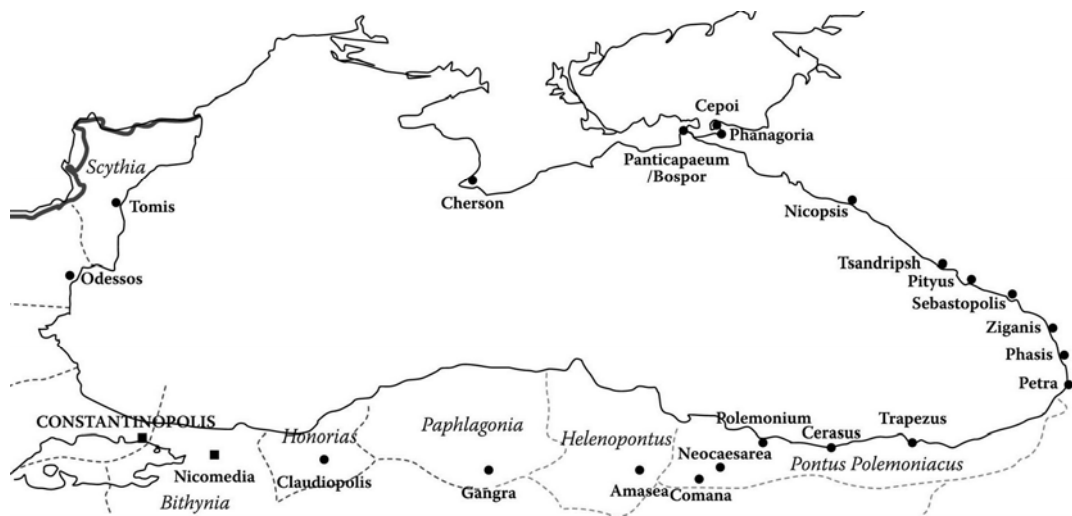 Cepoi
Phanagoria
Panticapaeum
/Bospor
Scythia
Tomis
Cherson
Nicopsis
Odessos
Tsandripsh
Pityus
Sebastopolis
Ziganis
Phasis
Petra
CONSTANTINOPOLIS
Polemonium
Trapezus
Honorias
Paphlagonia
Helenopontus
Cerasus
Neocaesarea
Pontus Polemoniacus
Nicomedia
Claudiopolis
Gangra
Amasea
Comana
Bithynia